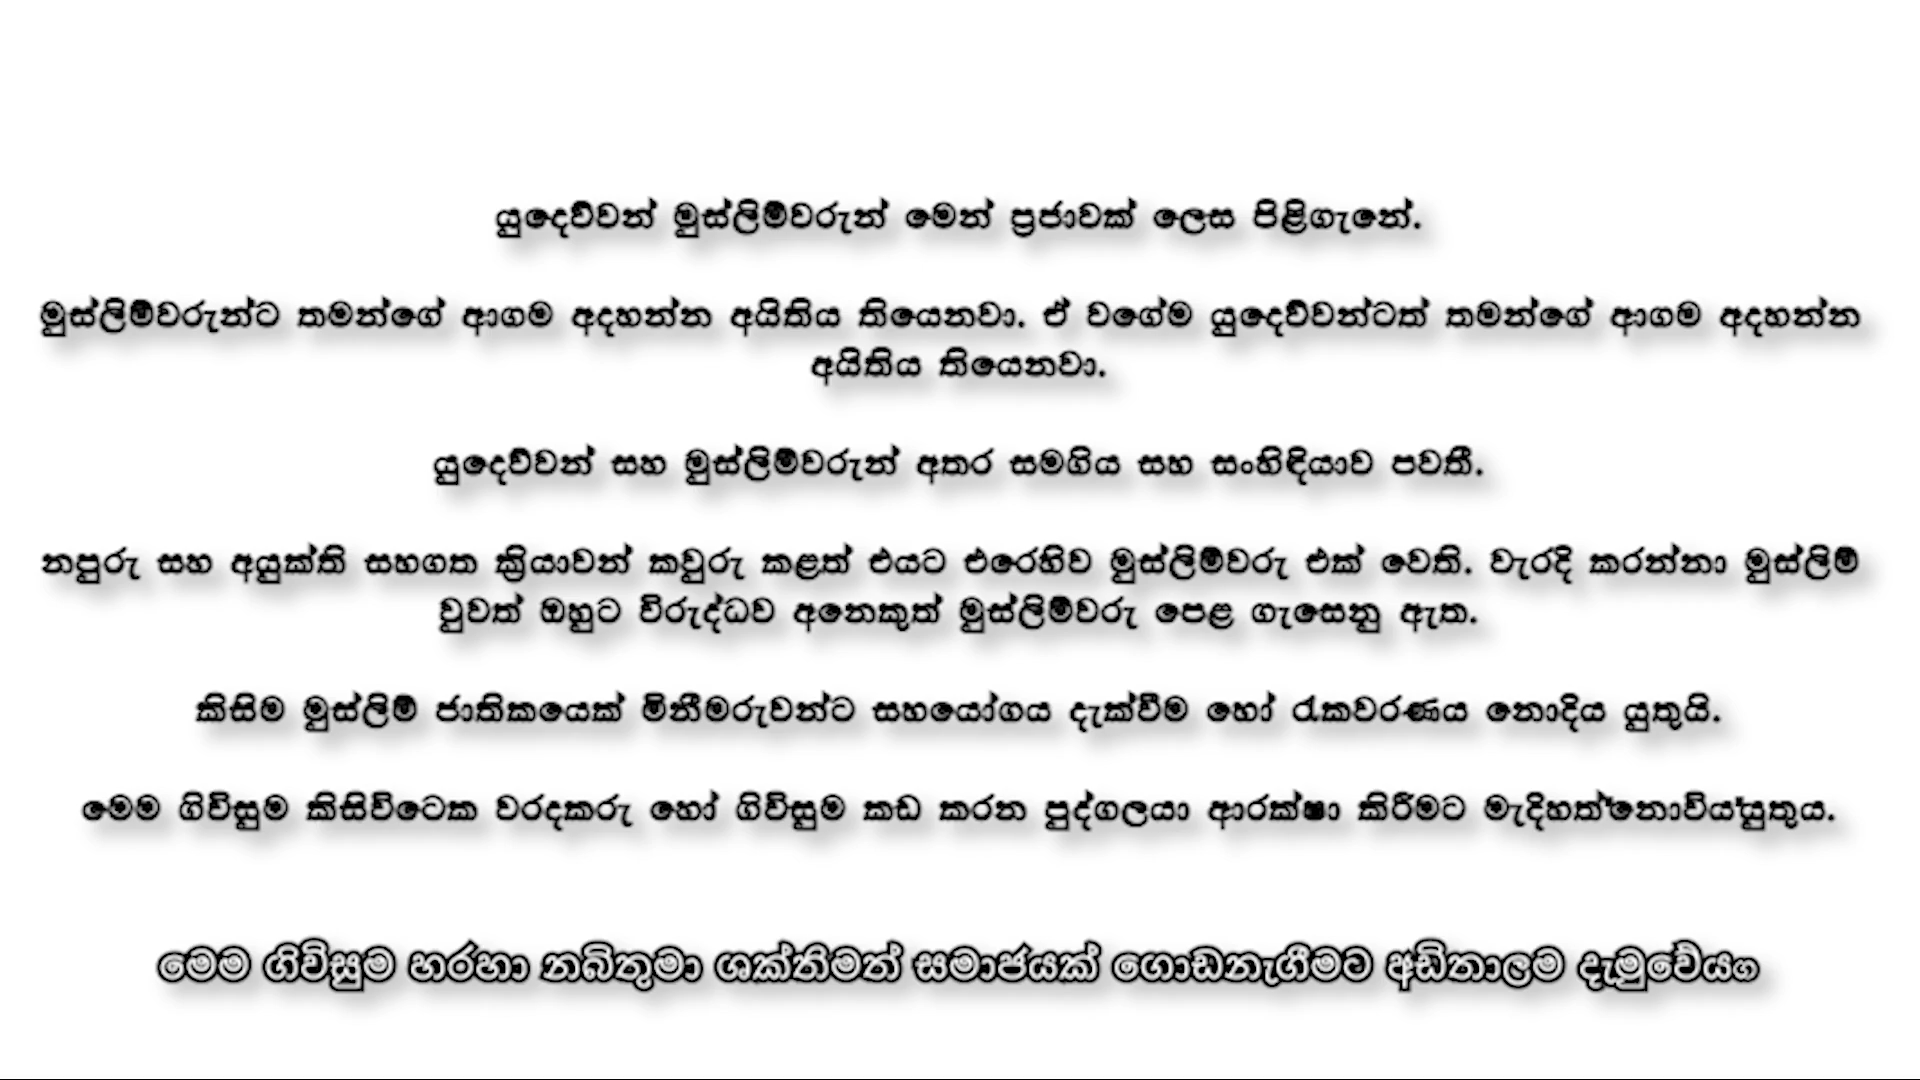 යුදෙව්වන් මුස්ලිම්වරුන් මෙන් ප්‍රජාවක් ලෙස පිළිගැනේ.
මුස්ලිම්වරුන්ට තමන්ගේ ආගම අදහන්න අයිතිය තියෙනවා. ඒ වගේම යුදෙව්වන්ටත් තමන්ගේ ආගම අදහන්න
අයිතිය තියෙනවා.
යුදෙව්වන් සහ මුස්ලිම්වරුන් අතර සමගිය සහ සංහිඳියාව පවතී.
නපුරු සහ අයුක්ති සහගත ක්‍රියාවන් කවුරු කළත් එයට එරෙහිව මුස්ලිම්වරු එක් වෙති. වැරදි කරන්නා මුස්ලිම්
වුවත් ඔහුට විරුද්ධව අනෙකුත් මුස්ලිම්වරු පෙළ ගැසෙනු ඇත.
කිසිම මුස්ලිම් ජාතිකයෙක් මිනීමරුවන්ට සහයෝගය දැක්වීම හෝ රැකවරණය නොදිය යුතුයි.
මෙම ගිවිසුම කිසිවිටෙක වරදකරු හෝ ගිවිසුම කඩ කරන පුද්ගලයා ආරක්ෂා කිරීමට මැදිහත්'නොවිය'යුතුය.
මෙම ගිවිසුම හරහා නබිතුමා ශක්තිමත් සමාජයක් ගොඩනැගීමට අඩිතාලම දැමුවේය